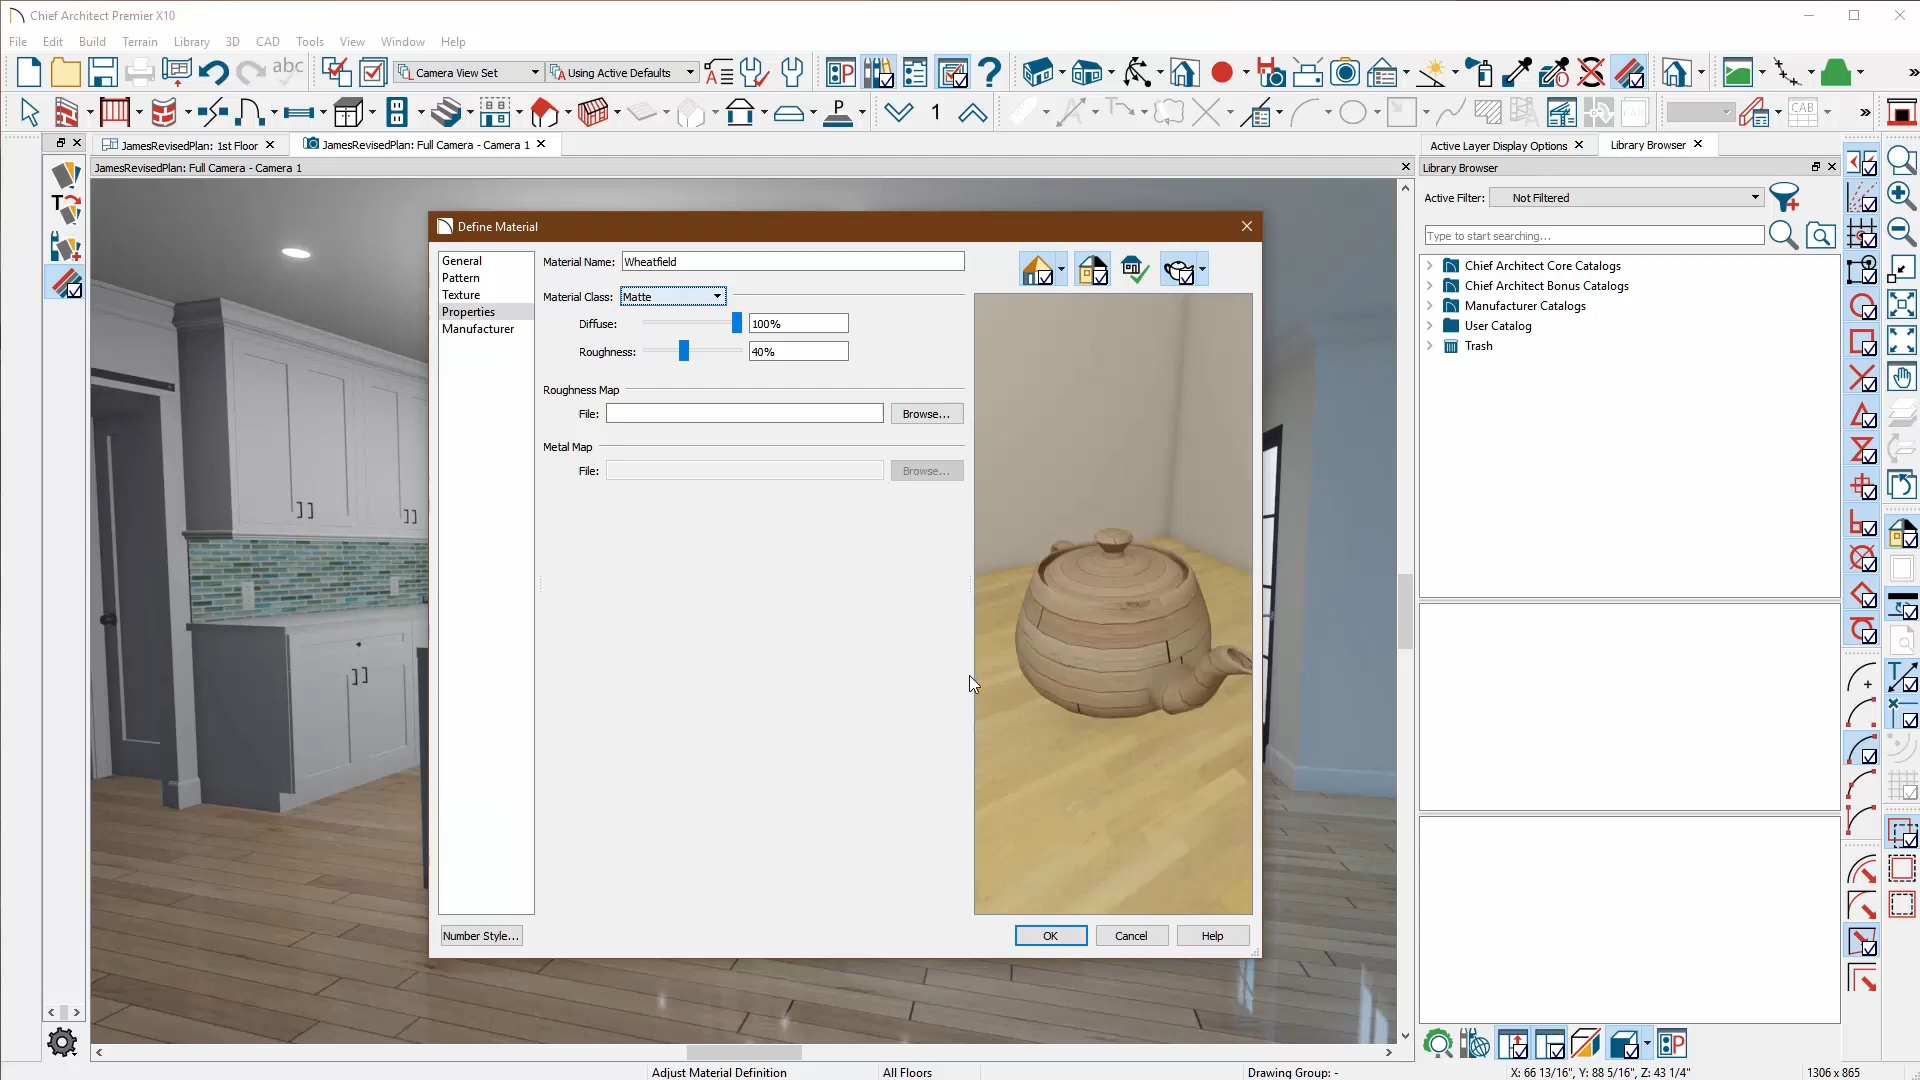 Chief Architect Premier X10
File Edit Build Terrain Library 3D CAD Tools View Window Help
abc Camera View Set Using Active Defaults
P 1 CAB
JamesRevisedPlan: 1st Floor JamesRevisedPlan: Full Camera - Camera 1 Active Layer Display Options Library Browser
JamesRevisedPlan: Full Camera - Camera 1
Library Browser
Active Filter: Not Filtered
Type to start searching...
Chief Architect Core Catalogs
Chief Architect Bonus Catalogs
Manufacturer Catalogs
User Catalog
Trash
Define Material
General
Pattern
Texture
Properties
Manufacturer
Material Name: Wheatfield
Material Class: Matte
Diffuse: 100%
Roughness: 40%
Roughness Map
File: Browse...
Metal Map
File: Browse...
Number Style... OK Cancel Help
Adjust Material Definition All Floors Drawing Group: - X: 66 13/16", Y: 88 5/16", Z: 43 1/4" 1306 x 865